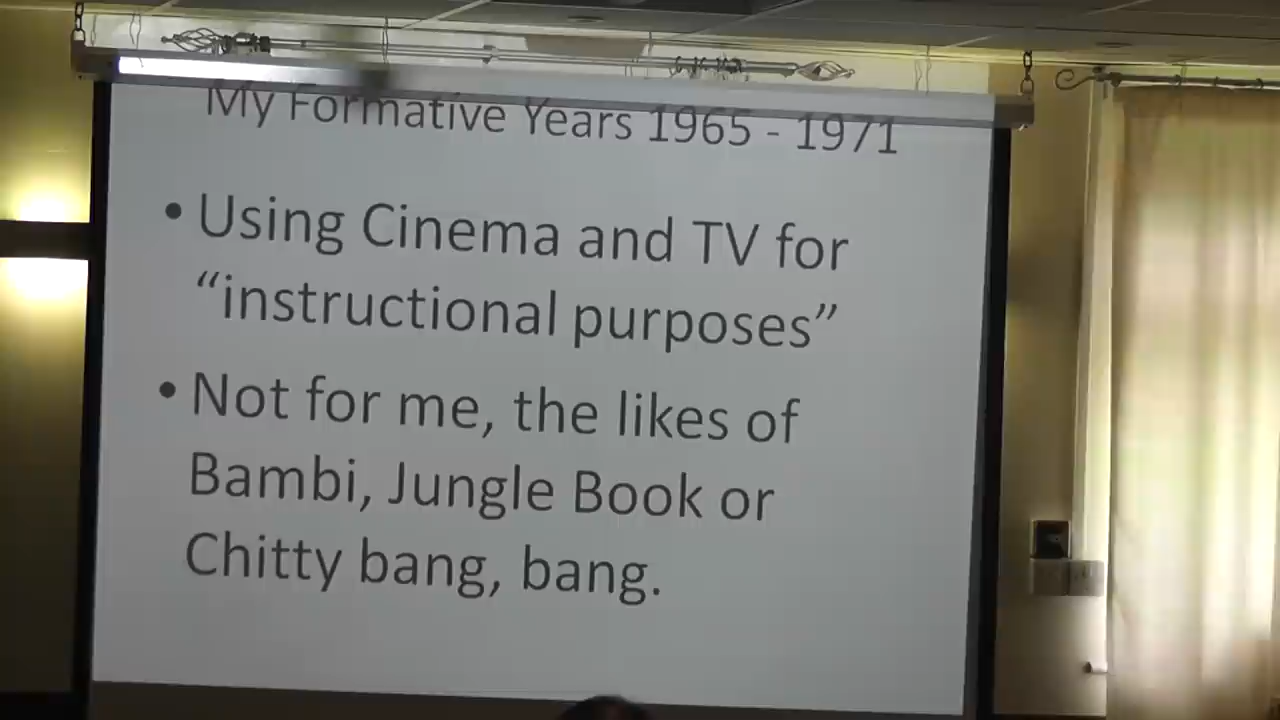 My Formative Years 1965 - 1971
• Using Cinema and TV for
“instructional purposes”
• Not for me, the likes of
Bambi, Jungle Book or
Chitty bang, bang.